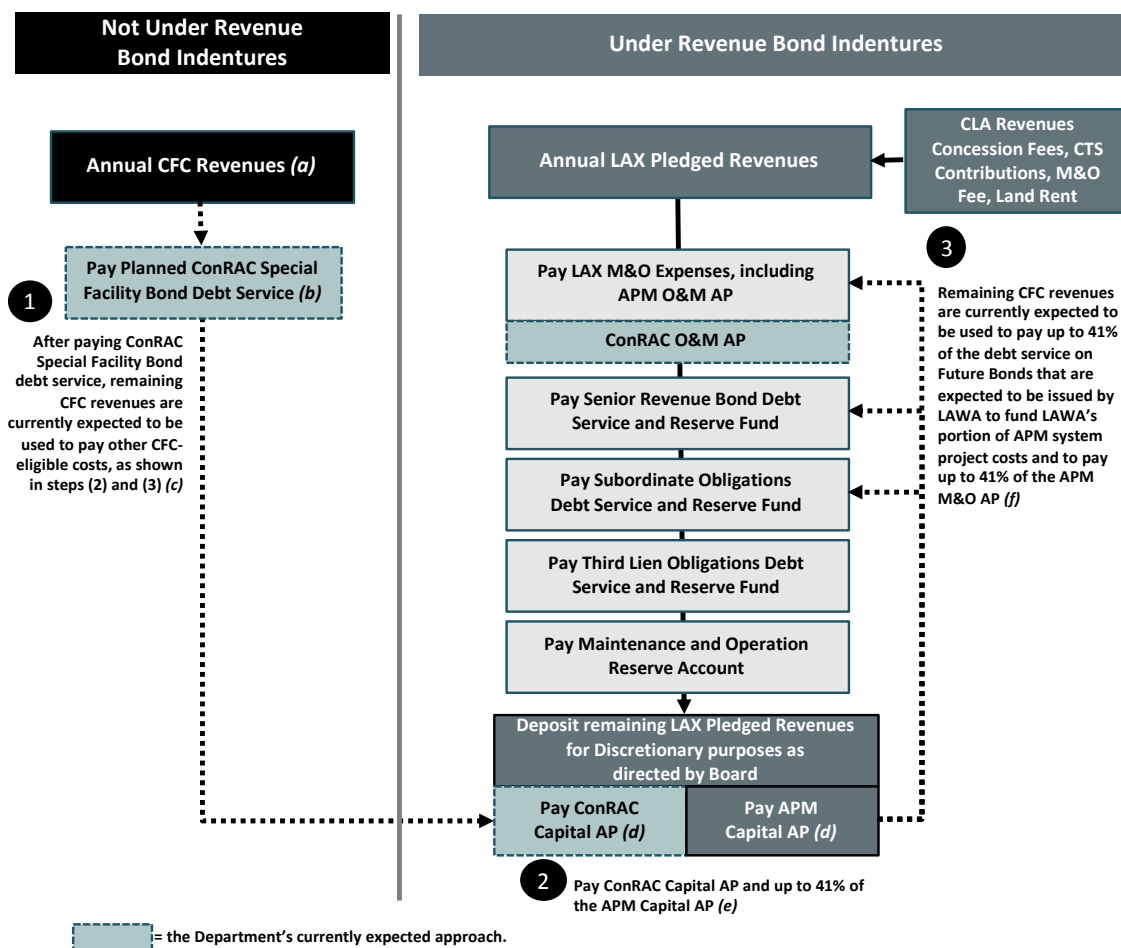 Not Under Revenue
Bond Indentures
Under Revenue Bond Indentures
Annual CFC Revenues (a)
Pay Planned ConRAC Special
Facility Bond Debt Service (b)
1
After paying ConRAC
Special Facility Bond
debt service, remaining
CFC revenues are
currently expected to be
used to pay other CFC-
eligible costs, as shown
in steps (2) and (3) (c)
Annual LAX Pledged Revenues
CLA Revenues
Concession Fees, CTS
Contributions, M&O
Fee, Land Rent
Pay LAX M&O Expenses, including
APM O&M AP
ConRAC O&M AP
Pay Senior Revenue Bond Debt
Service and Reserve Fund
Pay Subordinate Obligations
Debt Service and Reserve Fund
Pay Third Lien Obligations Debt
Service and Reserve Fund
Pay Maintenance and Operation
Reserve Account
Deposit remaining LAX Pledged Revenues
for Discretionary purposes as
directed by Board
Pay ConRAC
Capital AP (d)
Pay APM
Capital AP (d)
3
Remaining CFC revenues
are currently expected to
be used to pay up to 41%
of the debt service on
Future Bonds that are
expected to be issued by
LAWA to fund LAWA's
portion of APM system
project costs and to pay
up to 41% of the APM
M&O AP (f)
2
Pay ConRAC Capital AP and up to 41% of
the APM Capital AP (e)
= the Department's currently expected approach.